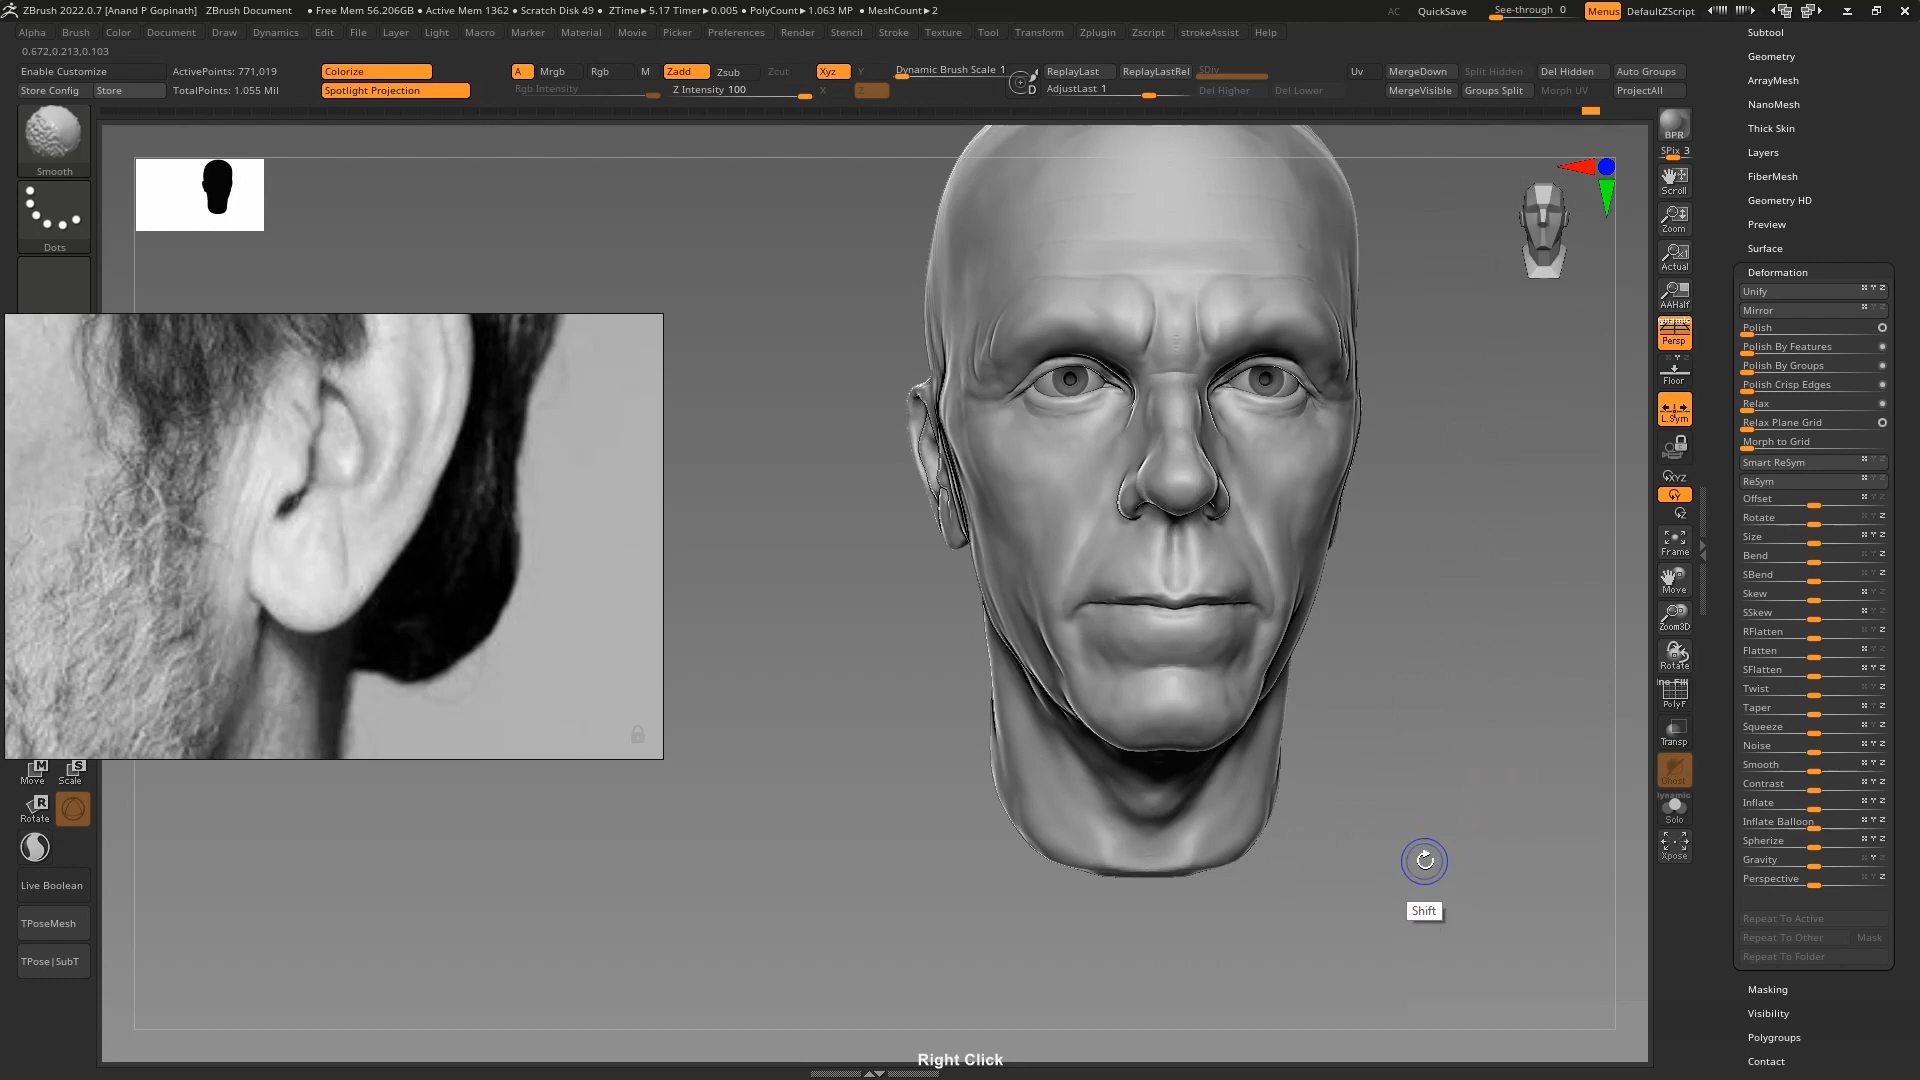 ZBrush 2022.0.7 [Anand P Gopinath] ZBrush Document • Free Mem 56.206GB • Active Mem 1362 • Scratch Disk 49 • ZTime▸5.17 Timer▸0.005 • PolyCount▸1.063 MP • MeshCount▸2 AC QuickSave See-through 0 Menus DefaultZScript
Alpha Brush Color Document Draw Dynamics Edit File Layer Light Macro Marker Material Movie Picker Preferences Render Stencil Stroke Texture Tool Transform Zplugin Zscript strokeAssist Help
0.672,0.213,0.103
Enable Customize ActivePoints: 771,019 Colorize A Mrgb Rgb M Zadd Zsub Zcut Xyz Y Dynamic Brush Scale 1 ReplayLast ReplayLastRel SDiv Uv MergeDown Split Hidden Del Hidden Auto Groups
Store Config Store TotalPoints: 1.055 Mil Spotlight Projection Rgb Intensity Z Intensity 100 X Z D AdjustLast 1 Del Higher Del Lower MergeVisible Groups Split Morph UV ProjectAll
Smooth
Dots
M S
Move Scale
R
Rotate
Live Boolean
TPoseMesh
TPose|SubT
Shift
Right Click
BPR
SPix 3
Scroll
Zoom
Actual
AAHalf
Dynamic
Persp
Floor
L.Sym
XYZ
Y
Z
Frame
Move
Zoom3D
Rotate
PolyF
Transp
Ghost
Dynamic
Solo
Xpose
Subtool
Geometry
ArrayMesh
NanoMesh
Thick Skin
Layers
FiberMesh
Geometry HD
Preview
Surface
Deformation
Unify
Mirror
Polish
Polish By Features
Polish By Groups
Polish Crisp Edges
Relax
Relax Plane Grid
Morph to Grid
Smart ReSym
ReSym
Offset
Rotate
Size
Bend
SBend
Skew
SSkew
RFlatten
Flatten
SFlatten
Twist
Taper
Squeeze
Noise
Smooth
Contrast
Inflate
Inflate Balloon
Spherize
Gravity
Perspective
Repeat To Active
Repeat To Other Mask
Repeat To Folder
Masking
Visibility
Polygroups
Contact